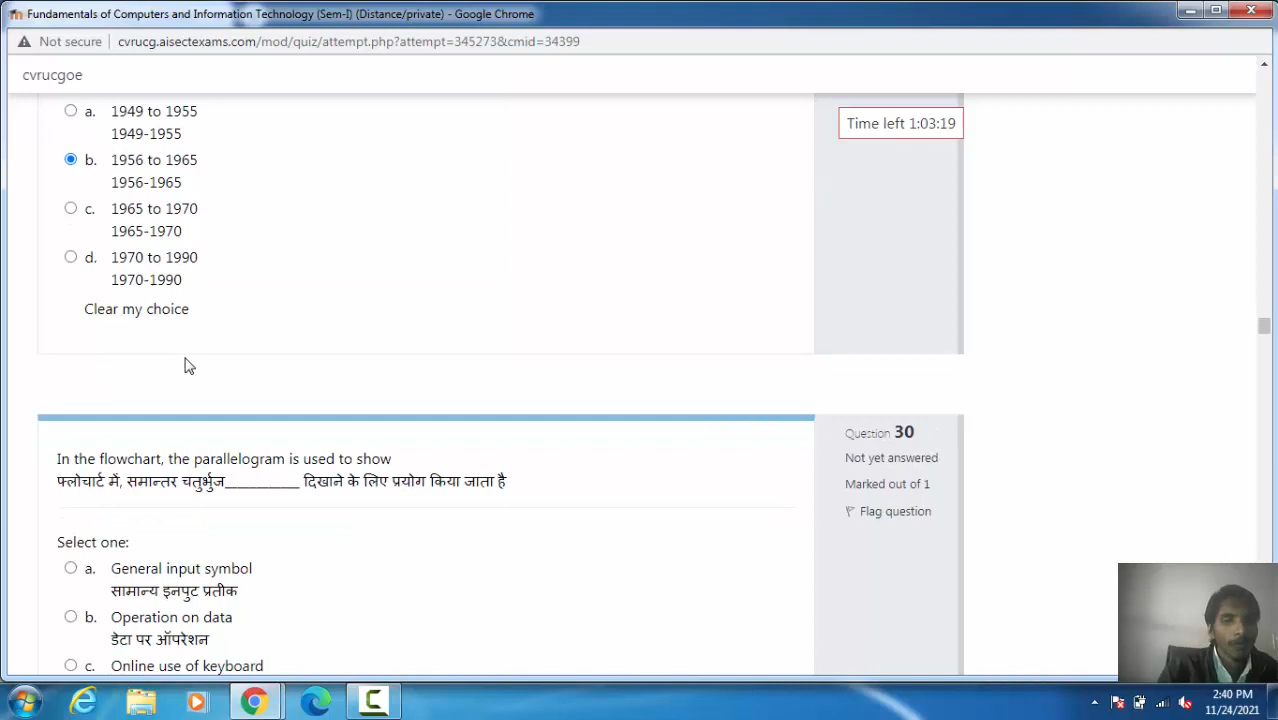 Fundamentals of Computers and Information Technology (Sem-I) (Distance/private) - Google Chrome
Not secure | cvrucg.aisectexams.com/mod/quiz/attempt.php?attempt=345273&cmid=34399
cvrucgoe
a. 1949 to 1955
1949-1955
Time left 1:03:19
b. 1956 to 1965
1956-1965
c. 1965 to 1970
1965-1970
d. 1970 to 1990
1970-1990
Clear my choice
Question 30
Not yet answered
Marked out of 1
Flag question
In the flowchart, the parallelogram is used to show
फ्लोचार्ट में, समान्तर चतुर्भुज__________ दिखाने के लिए प्रयोग किया जाता है
Select one:
a. General input symbol
सामान्य इनपुट प्रतीक
b. Operation on data
डेटा पर ऑपरेशन
c. Online use of keyboard
2:40 PM
11/24/2021